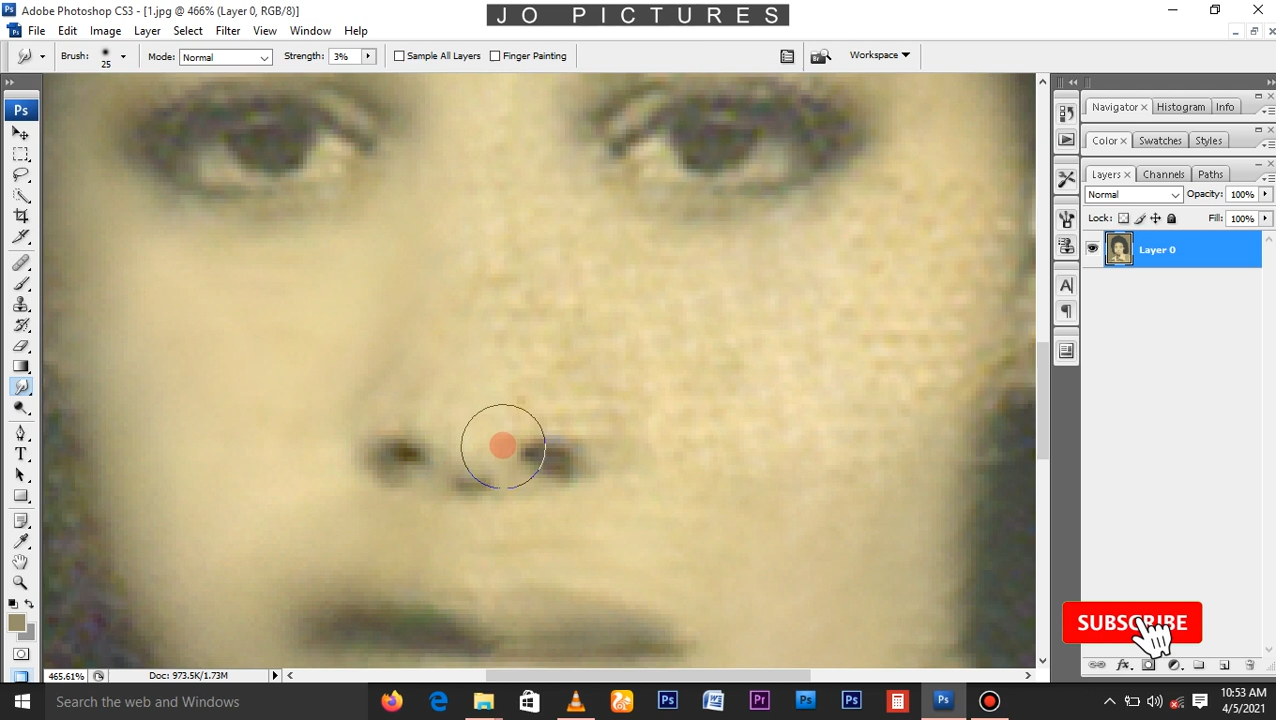 Adobe Photoshop CS3 - [1.jpg @ 466% (Layer 0, RGB/8)]
JO PICTURES
File Edit Image Layer Select Filter View Window Help
Brush: 25 Mode: Normal Strength: 3% Sample All Layers Finger Painting Workspace
Ps
Navigator Histogram Info
Color Swatches Styles
Layers Channels Paths
Normal Opacity: 100%
Lock: Fill: 100%
Layer 0
SUBSCRIBE
465.61% Doc: 973.5K/1.73M
Search the web and Windows
10:53 AM
4/5/2021